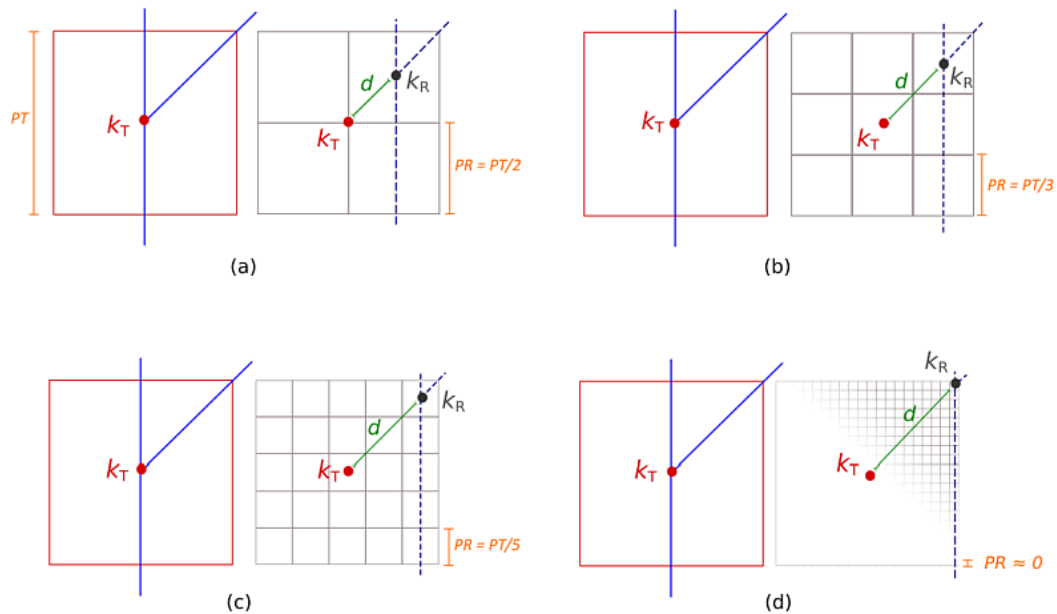 PT
kT
d
kR
kT
PR = PT/2
(a)
kT
d
kR
kT
PR = PT/3
(b)
kT
d
kR
kT
PR = PT/5
(c)
kR
d
kT
kT
PR ≈ 0
(d)